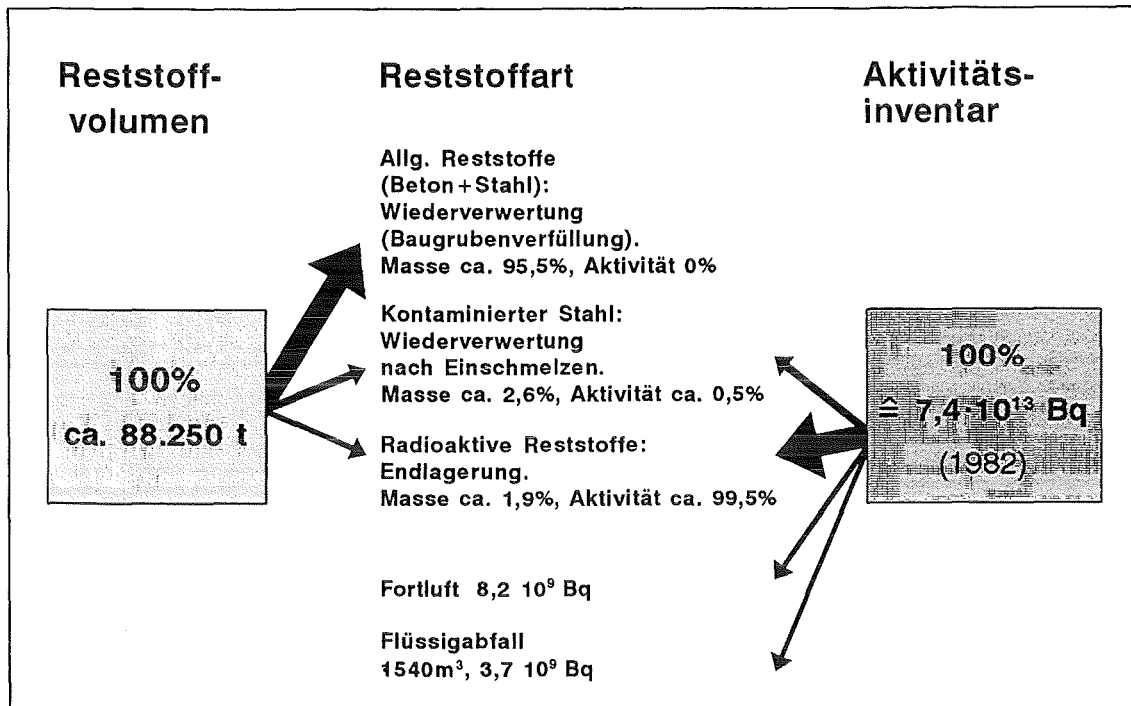 Reststoff-
volumen
Reststoffart
Aktivitäts-
inventar
Allg. Reststoffe
(Beton+Stahl):
Wiederverwertung
(Baugrubenverfüllung).
Masse ca. 95,5%, Aktivität 0%
Kontaminierter Stahl:
Wiederverwertung
nach Einschmelzen.
Masse ca. 2,6%, Aktivität ca. 0,5%
Radioaktive Reststoffe:
Endlagerung.
Masse ca. 1,9%, Aktivität ca. 99,5%
Fortluft 8,2 10⁹ Bq
Flüssigabfall
1540m³, 3,7 10⁹ Bq
100%
ca. 88.250 t
100%
≙ 7,4·10¹³ Bq
(1982)